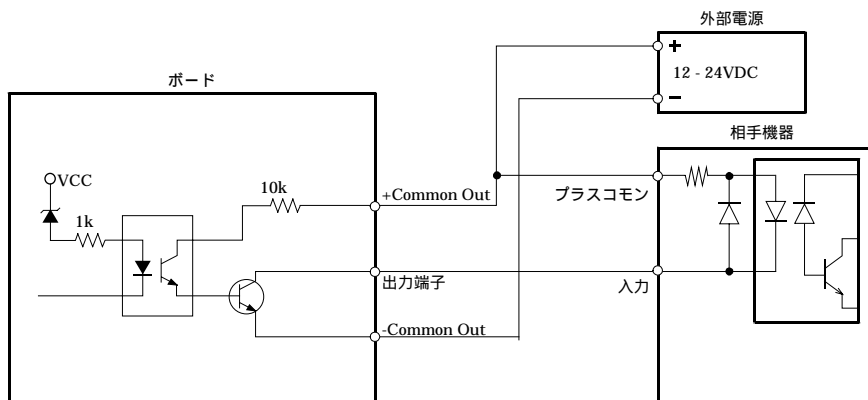 外部電源
+
12 - 24VDC
−
ボード
相手機器
VCC
1k
10k
+Common Out
プラスコモン
出力端子
入力
-Common Out